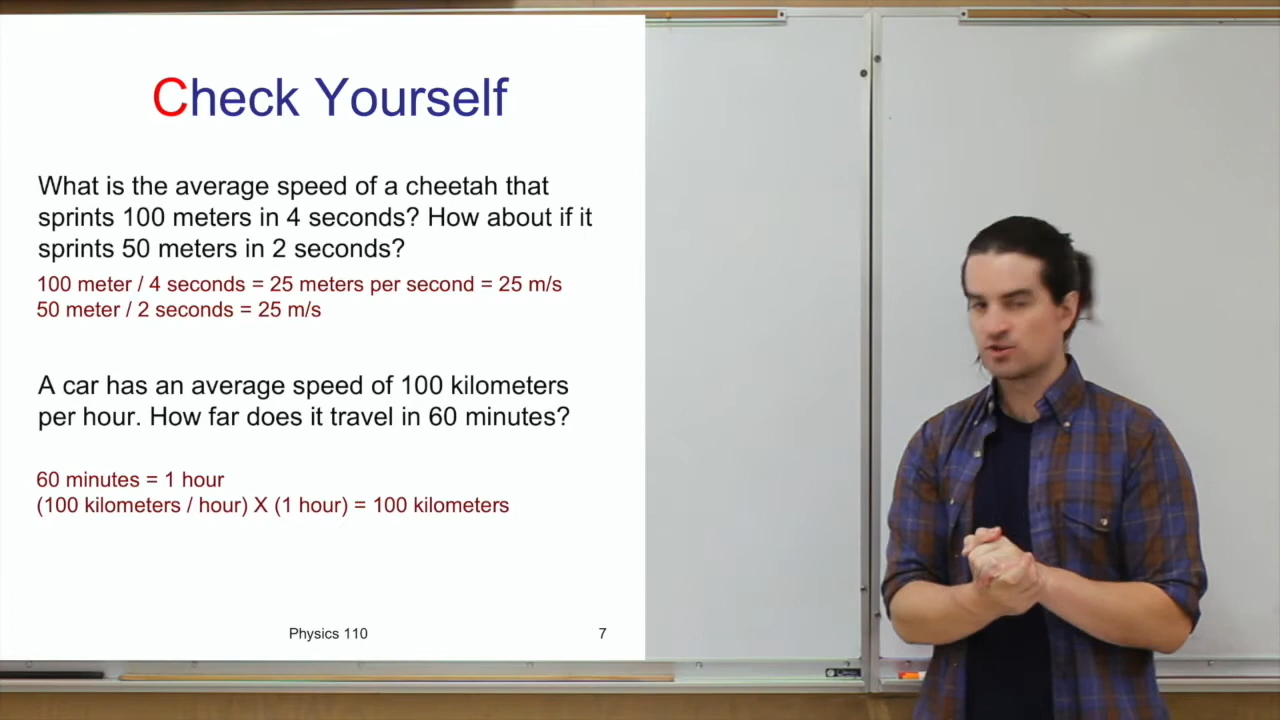 Check Yourself
What is the average speed of a cheetah that
sprints 100 meters in 4 seconds? How about if it
sprints 50 meters in 2 seconds?
100 meter / 4 seconds = 25 meters per second = 25 m/s
50 meter / 2 seconds = 25 m/s
A car has an average speed of 100 kilometers
per hour. How far does it travel in 60 minutes?
60 minutes = 1 hour
(100 kilometers / hour) X (1 hour) = 100 kilometers
Physics 110
7